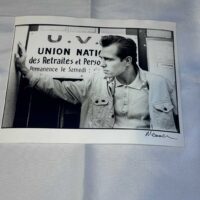 U.V.
UNION NATI
des Retraites et Perso
Permanence le Samedi :